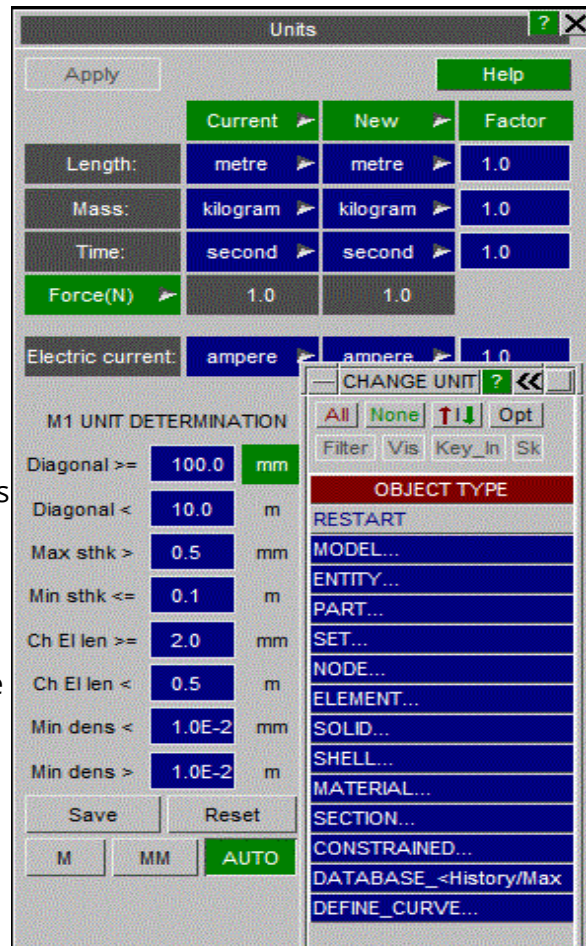 Units ? X
Apply Help
Current New Factor
Length: metre metre 1.0
Mass: kilogram kilogram 1.0
Time: second second 1.0
Force(N) 1.0 1.0
Electric current: ampere ampere 1.0
M1 UNIT DETERMINATION
Diagonal >= 100.0 mm
s
Diagonal < 10.0 m
Max sthk > 0.5 mm
Min sthk <= 0.1 m
Ch El len >= 2.0 mm
e
Ch El len < 0.5 m
Min dens < 1.0E-2 mm
Min dens > 1.0E-2 m
Save Reset
M MM AUTO
CHANGE UNIT ?
All None Opt
Filter Vis Key_In Sk
OBJECT TYPE
RESTART
MODEL...
ENTITY...
PART...
SET...
NODE...
ELEMENT...
SOLID...
SHELL...
MATERIAL...
SECTION...
CONSTRAINED...
DATABASE_<History/Max
DEFINE_CURVE...